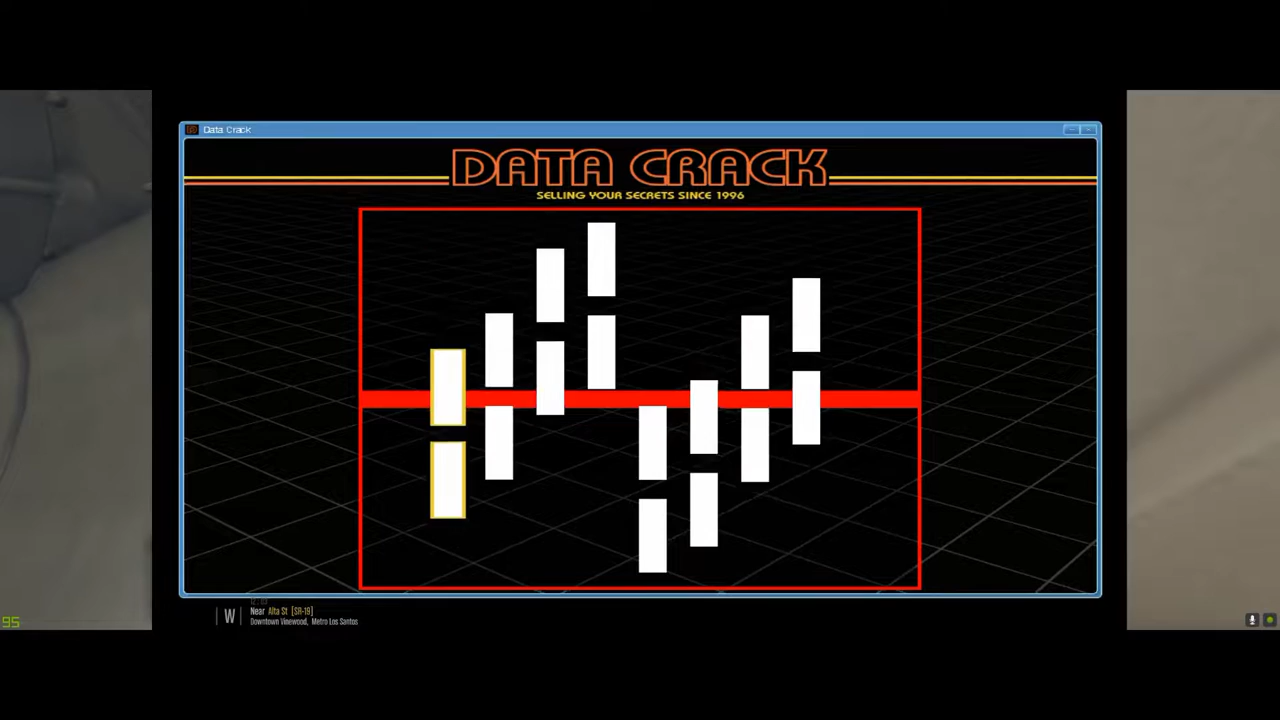 Data Crack
DATA CRACK
SELLING YOUR SECRETS SINCE 1996
W
Near Alta St [SR-19]
Downtown Vinewood, Metro Los Santos
95